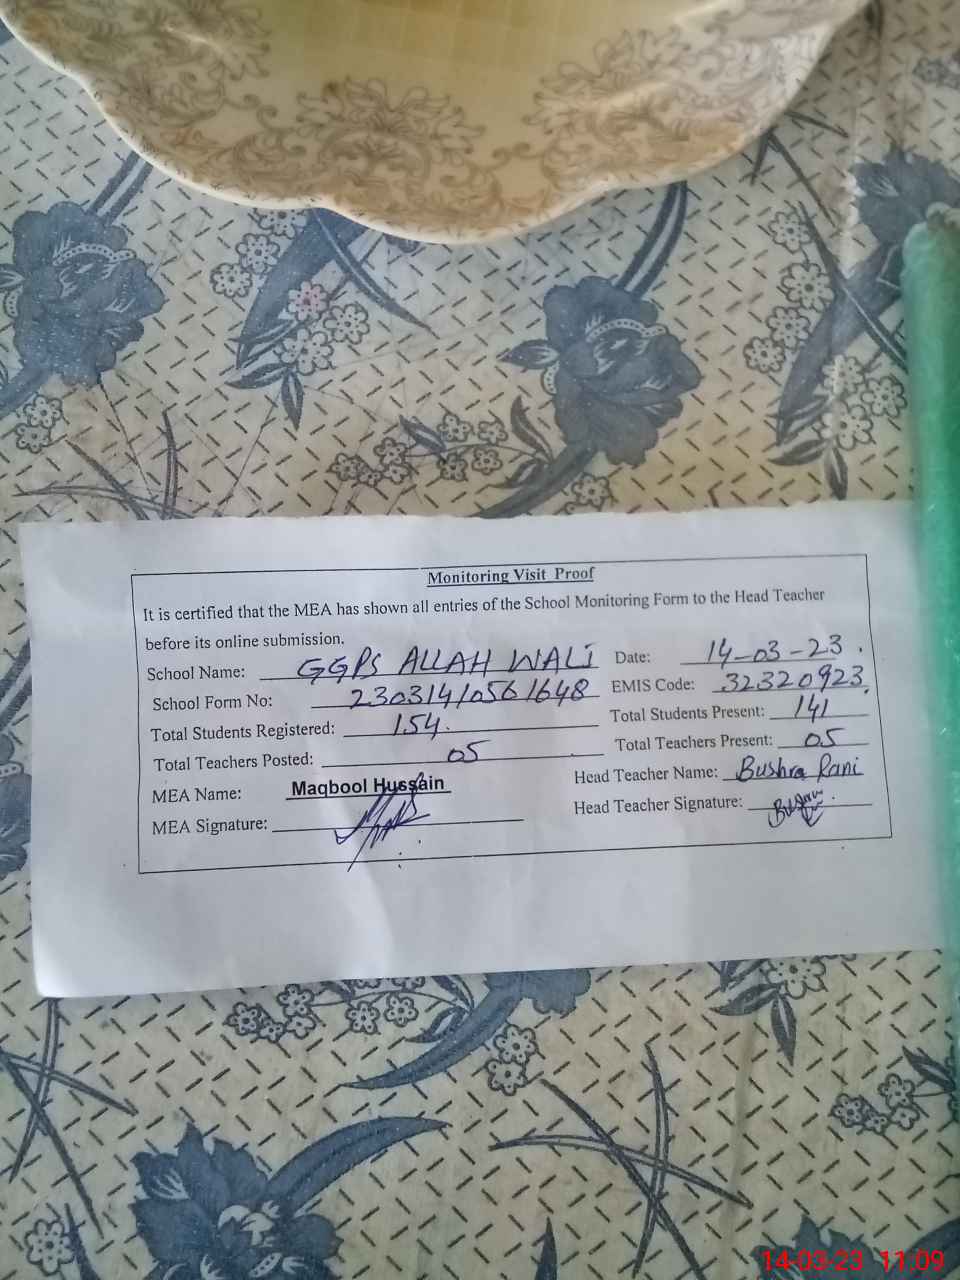 Monitoring Visit Proof
It is certified that the MEA has shown all entries of the School Monitoring Form to the Head Teacher
before its online submission.
School Name: GGPS ALLAH WALI Date: 14-03-23.
School Form No: 23031410561648 EMIS Code: 32320923
Total Students Registered: 154. Total Students Present: 141
Total Teachers Posted: 05 Total Teachers Present: 05
MEA Name: Maqbool Hussain Head Teacher Name: Bushra Rani
MEA Signature: Head Teacher Signature:
14-03-23 11:09